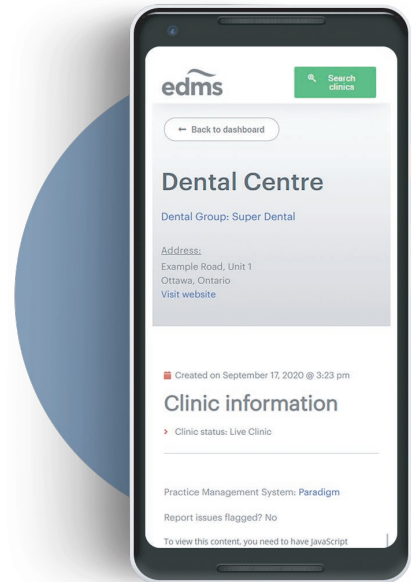 edms
Search
clinics
← Back to dashboard
Dental Centre
Dental Group: Super Dental
Address:
Example Road, Unit 1
Ottawa, Ontario
Visit website
Created on September 17, 2020 @ 3:23 pm
Clinic information
> Clinic status: Live Clinic
Practice Management System: Paradigm
Report issues flagged? No
To view this content, you need to have JavaScript